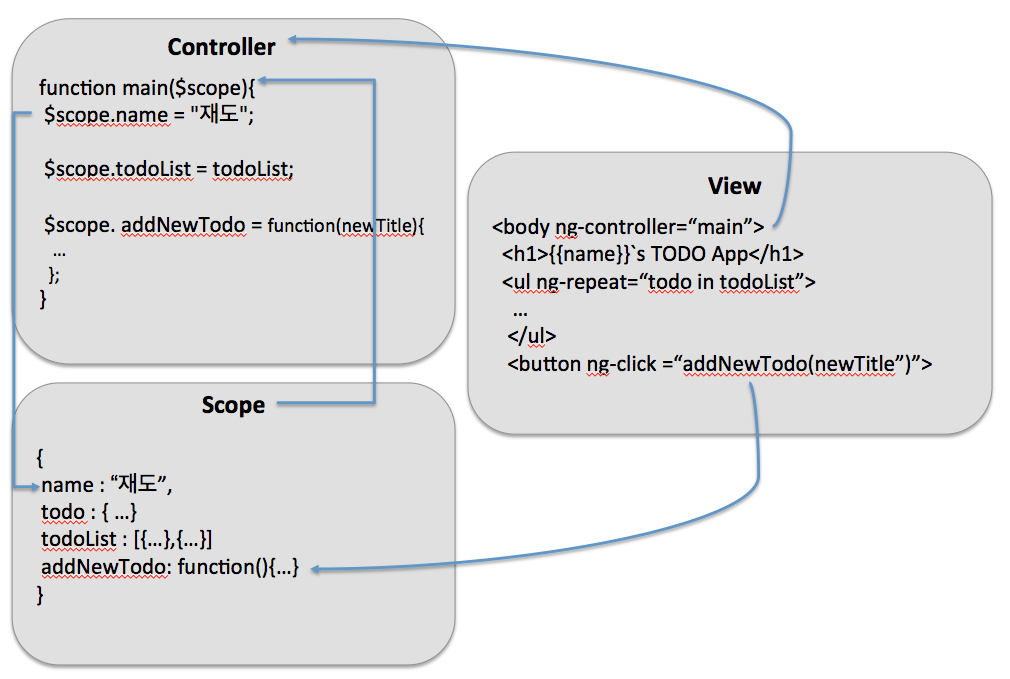 Controller
function main($scope){
$scope.name = "재도";
$scope.todoList = todoList;
$scope. addNewTodo = function(newTitle){
...
};
}
View
<body ng-controller=“main”>
<h1>{{name}}`s TODO App</h1>
<ul ng-repeat=“todo in todoList”>
...
</ul>
<button ng-click =“addNewTodo(newTitle”)”>
Scope
{
name : “재도”,
todo : { ...}
todoList : [{...},{...}]
addNewTodo: function(){...}
}